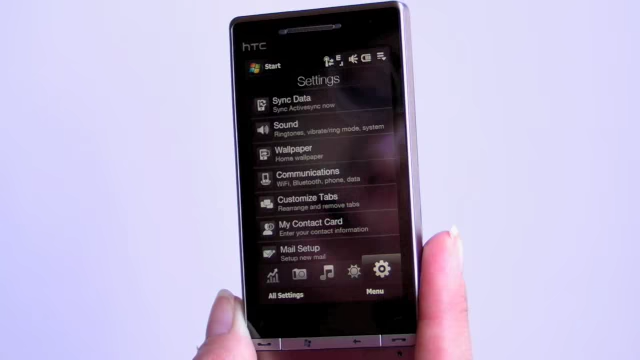 hTC
Start
E
Settings
Sync Data
Sync Activesync now
Sound
Ringtones, vibrate/ring mode, system
Wallpaper
Home wallpaper
Communications
WiFi, Bluetooth, phone, data
Customize Tabs
Rearrange and remove tabs
My Contact Card
Enter your contact information
Mail Setup
Setup new mail
All Settings Menu